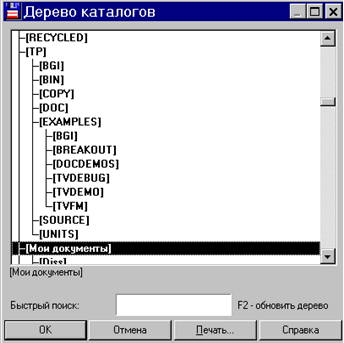 Дерево каталогов
[RECYCLED]
[TP]
[BGI]
[BIN]
[COPY]
[DOC]
[EXAMPLES]
[BGI]
[BREAKOUT]
[DOCDEMOS]
[TVDEBUG]
[TVDEMO]
[TVFM]
[SOURCE]
[UNITS]
[Мои документы]
[Diss]
[Мои документы]
Быстрый поиск: F2 - обновить дерево
OK Отмена Печать... Справка